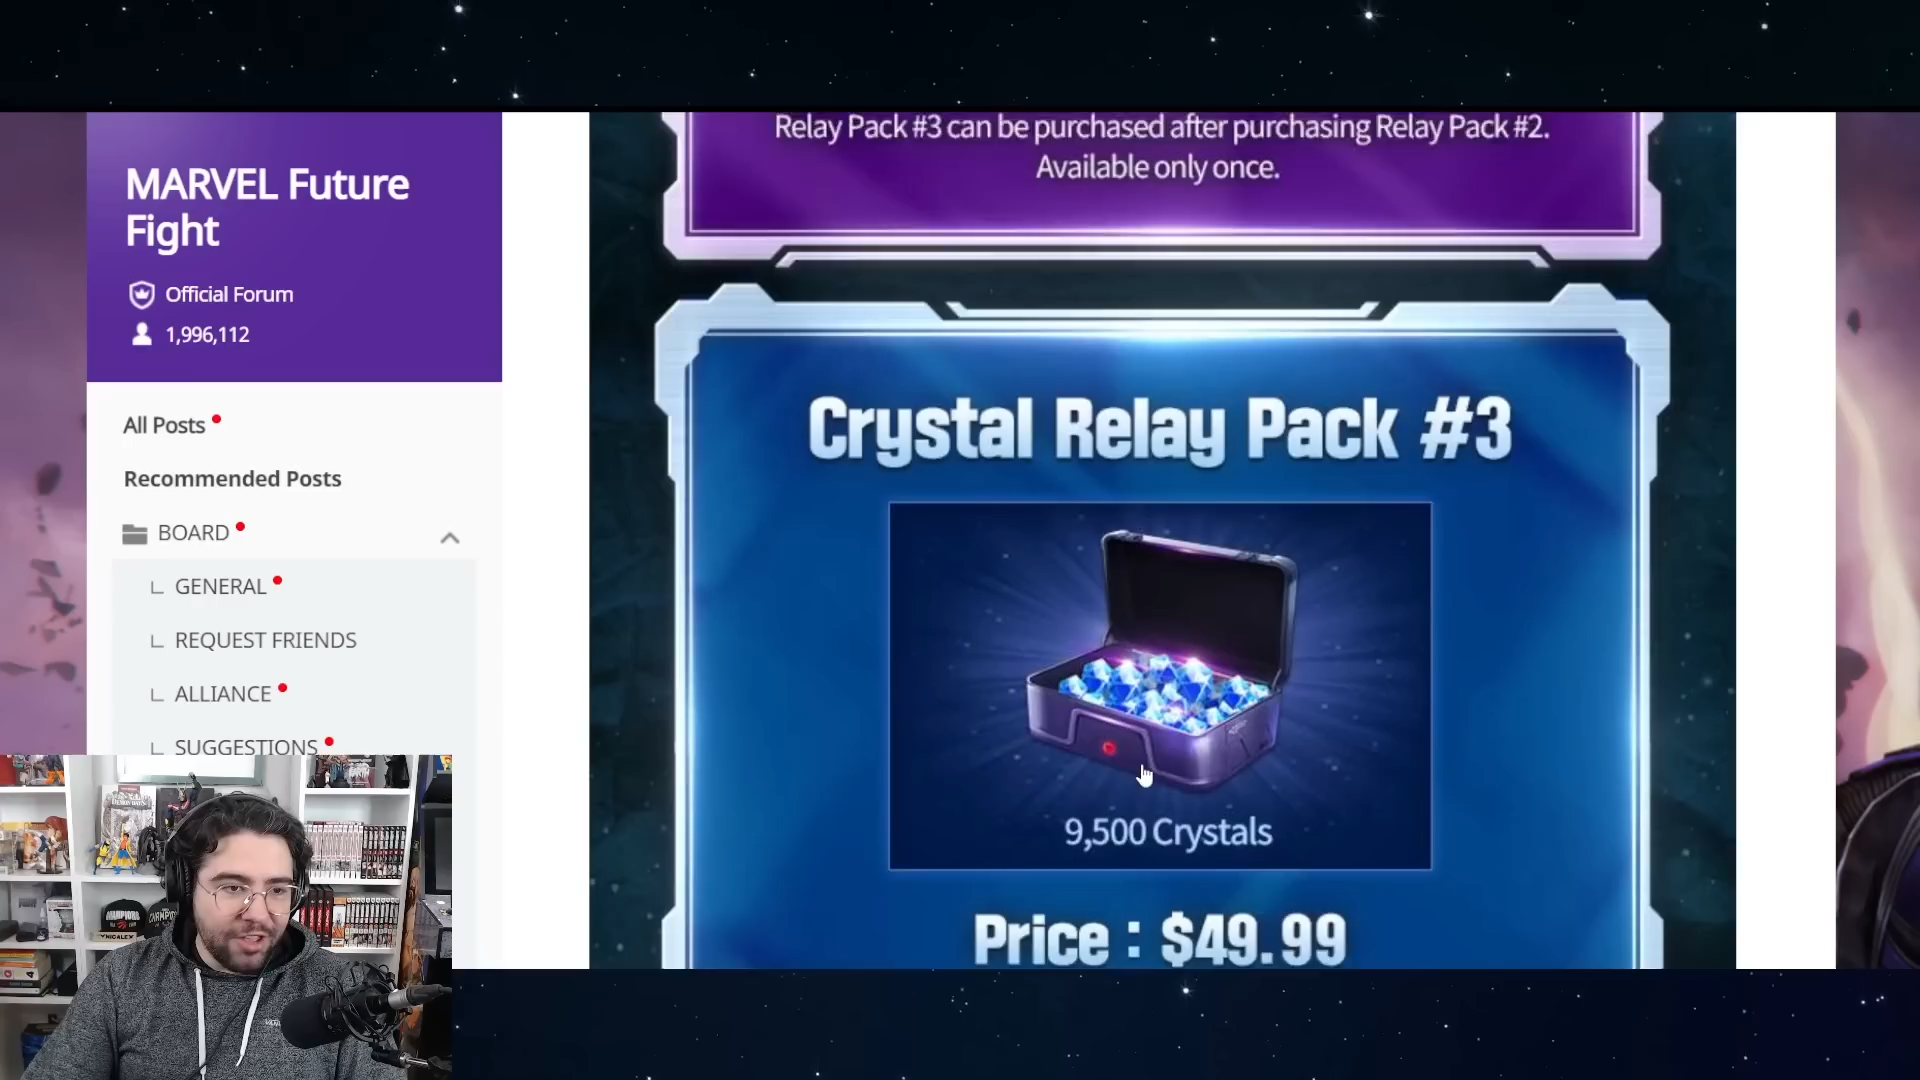 Relay Pack #3 can be purchased after purchasing Relay Pack #2.
Available only once.
MARVEL Future
Fight
Official Forum
1,996,112
All Posts
Recommended Posts
BOARD
GENERAL
REQUEST FRIENDS
ALLIANCE
SUGGESTIONS
Crystal Relay Pack #3
9,500 Crystals
Price : $49.99